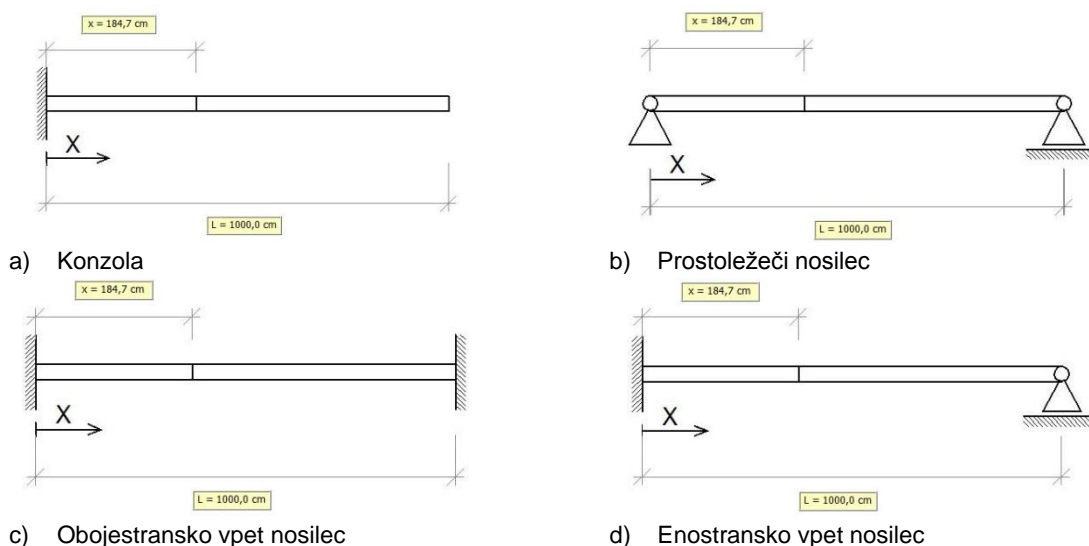 x = 184,7 cm
x = 184,7 cm
X
X
L = 1000,0 cm
L = 1000,0 cm
a) Konzola
b) Prostoležeči nosilec
x = 184,7 cm
x = 184,7 cm
X
X
L = 1000,0 cm
L = 1000,0 cm
c) Obojestransko vpet nosilec
d) Enostransko vpet nosilec